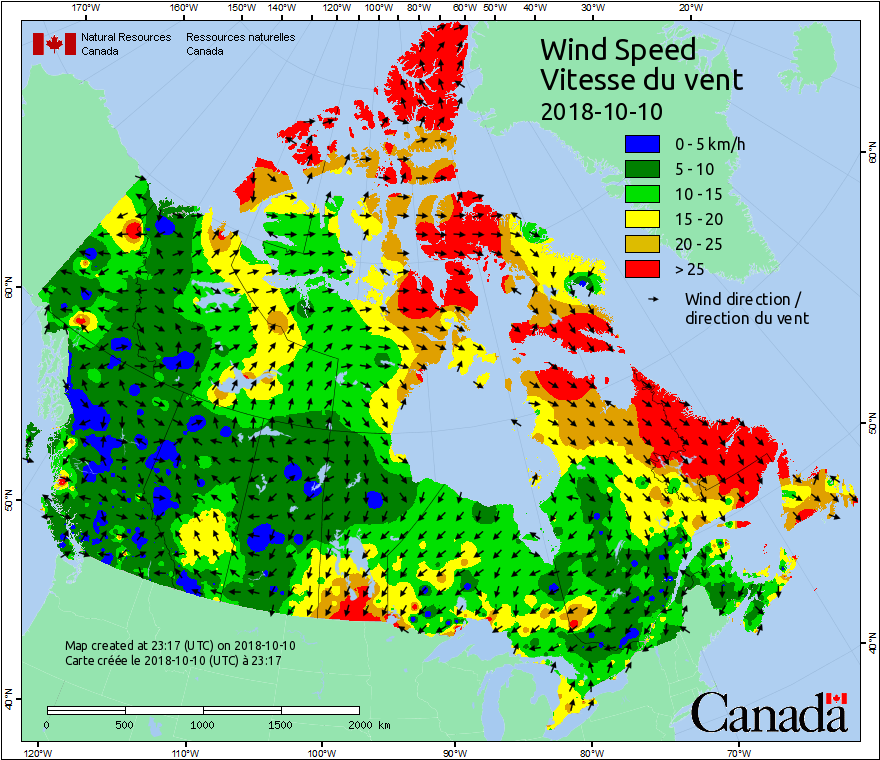 170°W 160°W 150°W 140°W 120°W 100°W 80°W 60°W 50°W 40°W 30°W 20°W
Natural Resources Ressources naturelles
Canada Canada
Wind Speed
Vitesse du vent
2018-10-10
0 - 5 km/h
5 - 10
10 - 15
15 - 20
20 - 25
> 25
Wind direction /
direction du vent
60°N
60°N
50°N
50°N
40°N
40°N
Map created at 23:17 (UTC) on 2018-10-10
Carte créée le 2018-10-10 (UTC) à 23:17
0 500 1000 1500 2000 km
Canada
120°W 110°W 100°W 90°W 80°W 70°W